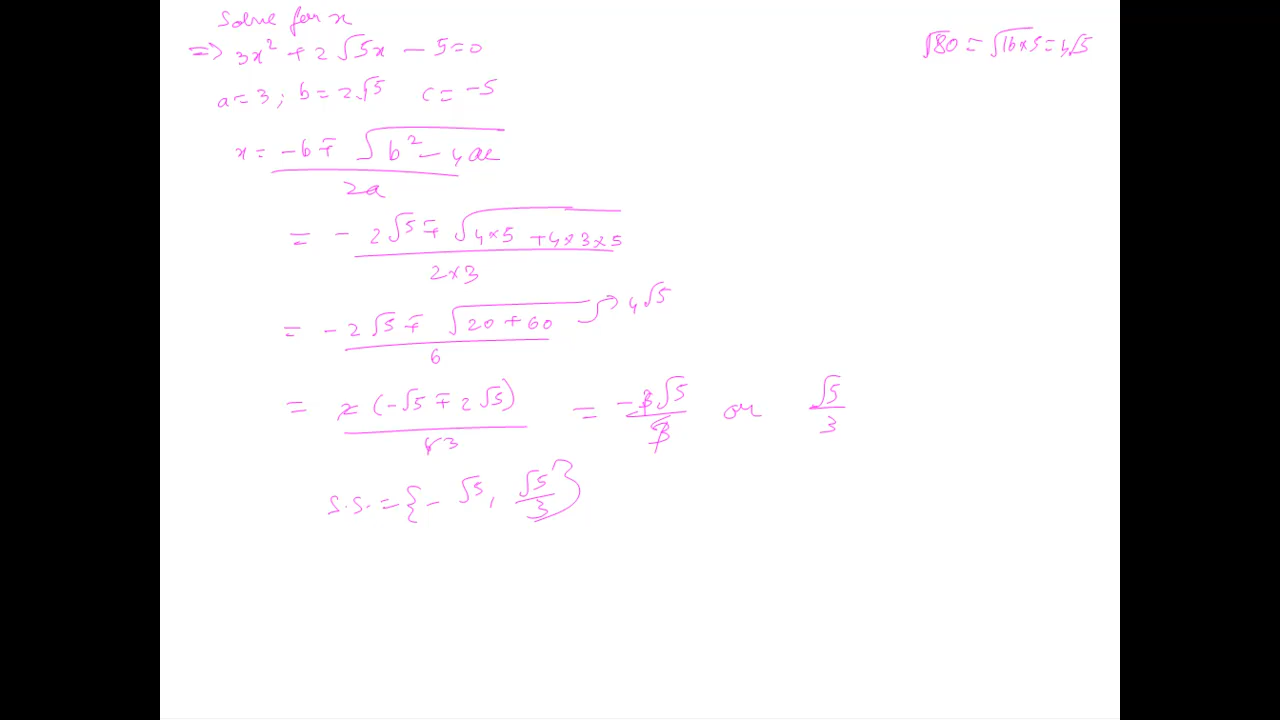 Solve for x
=> 3x² + 2√5x - 5 = 0
√80 = √16×5 = 4√5
a = 3 ; b = 2√5 c = -5
x = -b ∓ √b² - 4ac
2a
= - 2√5 ∓ √4×5 + 4×3×5
2×3
= - 2√5 ∓ √20 + 60 → 4√5
6
= 2 (-√5 ∓ 2√5) = -3√5 or √5
6 3 3 3
S.S. = {- √5, √5/3}